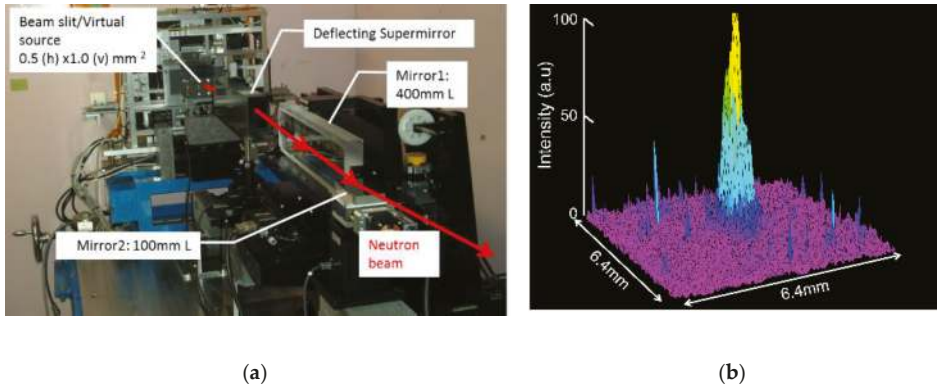 Beam slit/Virtual
source
0.5 (h) x1.0 (v) mm 2
Deflecting Supermirror
Mirror1:
400mm L
Mirror2: 100mm L
Neutron
beam
(a)
100
50
0
Intensity (a.u)
6.4mm
6.4mm
(b)